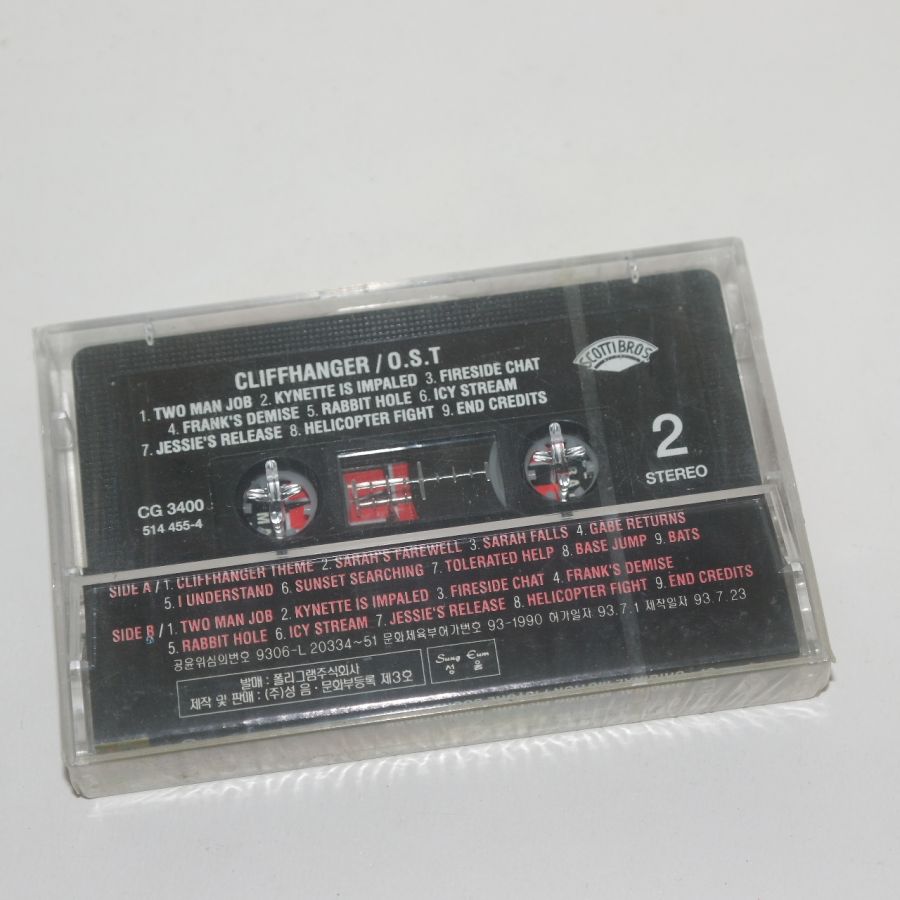 CLIFFHANGER / O.S.T
SCOTTI BROS.
1. TWO MAN JOB 2. KYNETTE IS IMPALED 3. FIRESIDE CHAT
4. FRANK'S DEMISE 5. RABBIT HOLE 6. ICY STREAM
7. JESSIE'S RELEASE 8. HELICOPTER FIGHT 9. END CREDITS
2
STEREO
CG 3400
514 455-4
SIDE A / 1. CLIFFHANGER THEME 2. SARAH'S FAREWELL 3. SARAH FALLS 4. GABE RETURNS
5. I UNDERSTAND 6. SUNSET SEARCHING 7. TOLERATED HELP 8. BASE JUMP 9. BATS
SIDE B / 1. TWO MAN JOB 2. KYNETTE IS IMPALED 3. FIRESIDE CHAT 4. FRANK'S DEMISE
5. RABBIT HOLE 6. ICY STREAM 7. JESSIE'S RELEASE 8. HELICOPTER FIGHT 9. END CREDITS
공윤위심의번호 9306-L 20334~51 문화체육부허가번호 93-1990 허가일자 93.7.1 제작일자 93.7.23
발매 : 폴리그램주식회사
제작 및 판매 : (주)성 음 · 문화부등록 제3호
Sung Eum
성 음